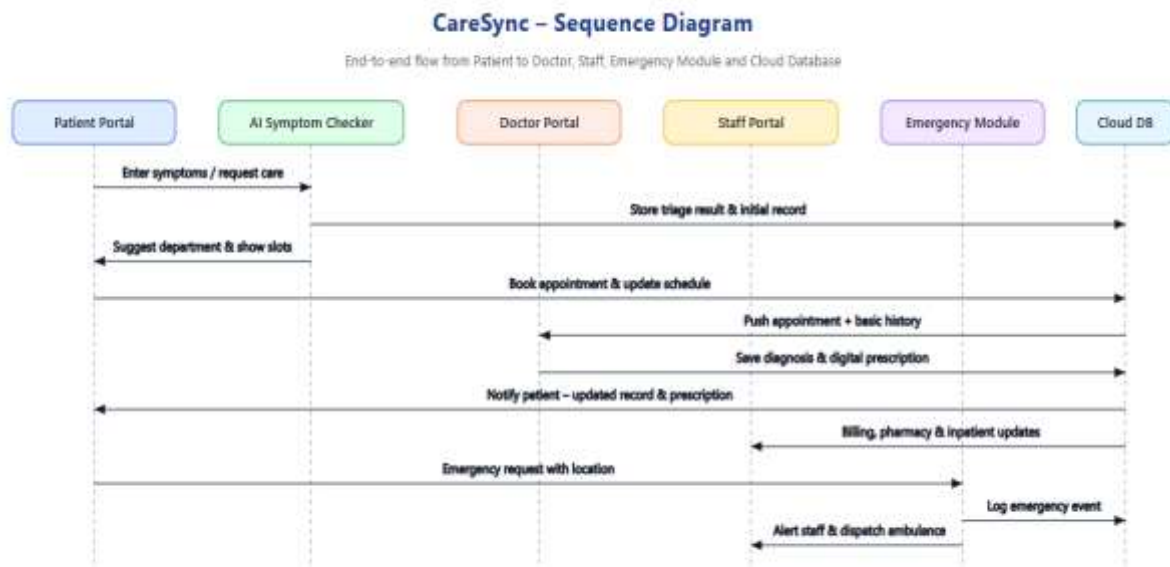 CareSync – Sequence Diagram
End-to-end flow from Patient to Doctor, Staff, Emergency Module and Cloud Database
Patient Portal
AI Symptom Checker
Doctor Portal
Staff Portal
Emergency Module
Cloud DB
Enter symptoms / request care
Store triage result & initial record
Suggest department & show slots
Book appointment & update schedule
Push appointment + basic history
Save diagnosis & digital prescription
Notify patient – updated record & prescription
Billing, pharmacy & inpatient updates
Emergency request with location
Log emergency event
Alert staff & dispatch ambulance